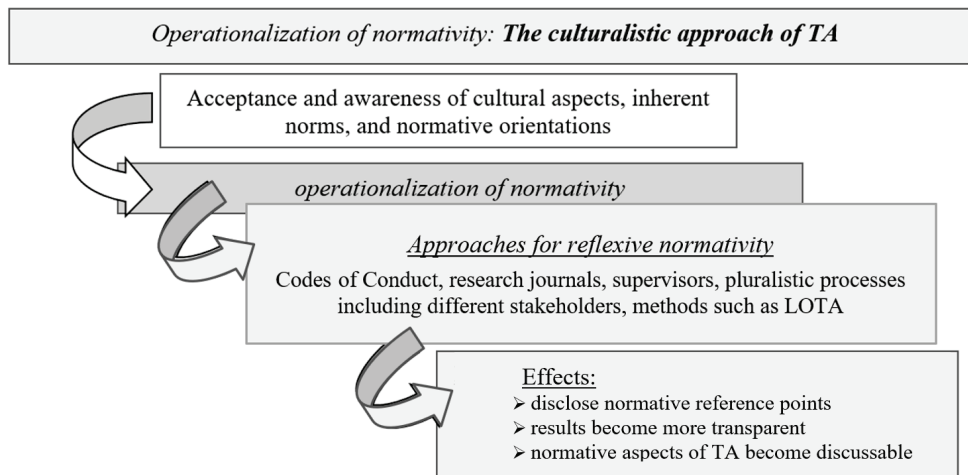 Operationalization of normativity: The culturalistic approach of TA
Acceptance and awareness of cultural aspects, inherent
norms, and normative orientations
operationalization of normativity
Approaches for reflexive normativity
Codes of Conduct, research journals, supervisors, pluralistic processes
including different stakeholders, methods such as LOTA
Effects:
➢ disclose normative reference points
➢ results become more transparent
➢ normative aspects of TA become discussable